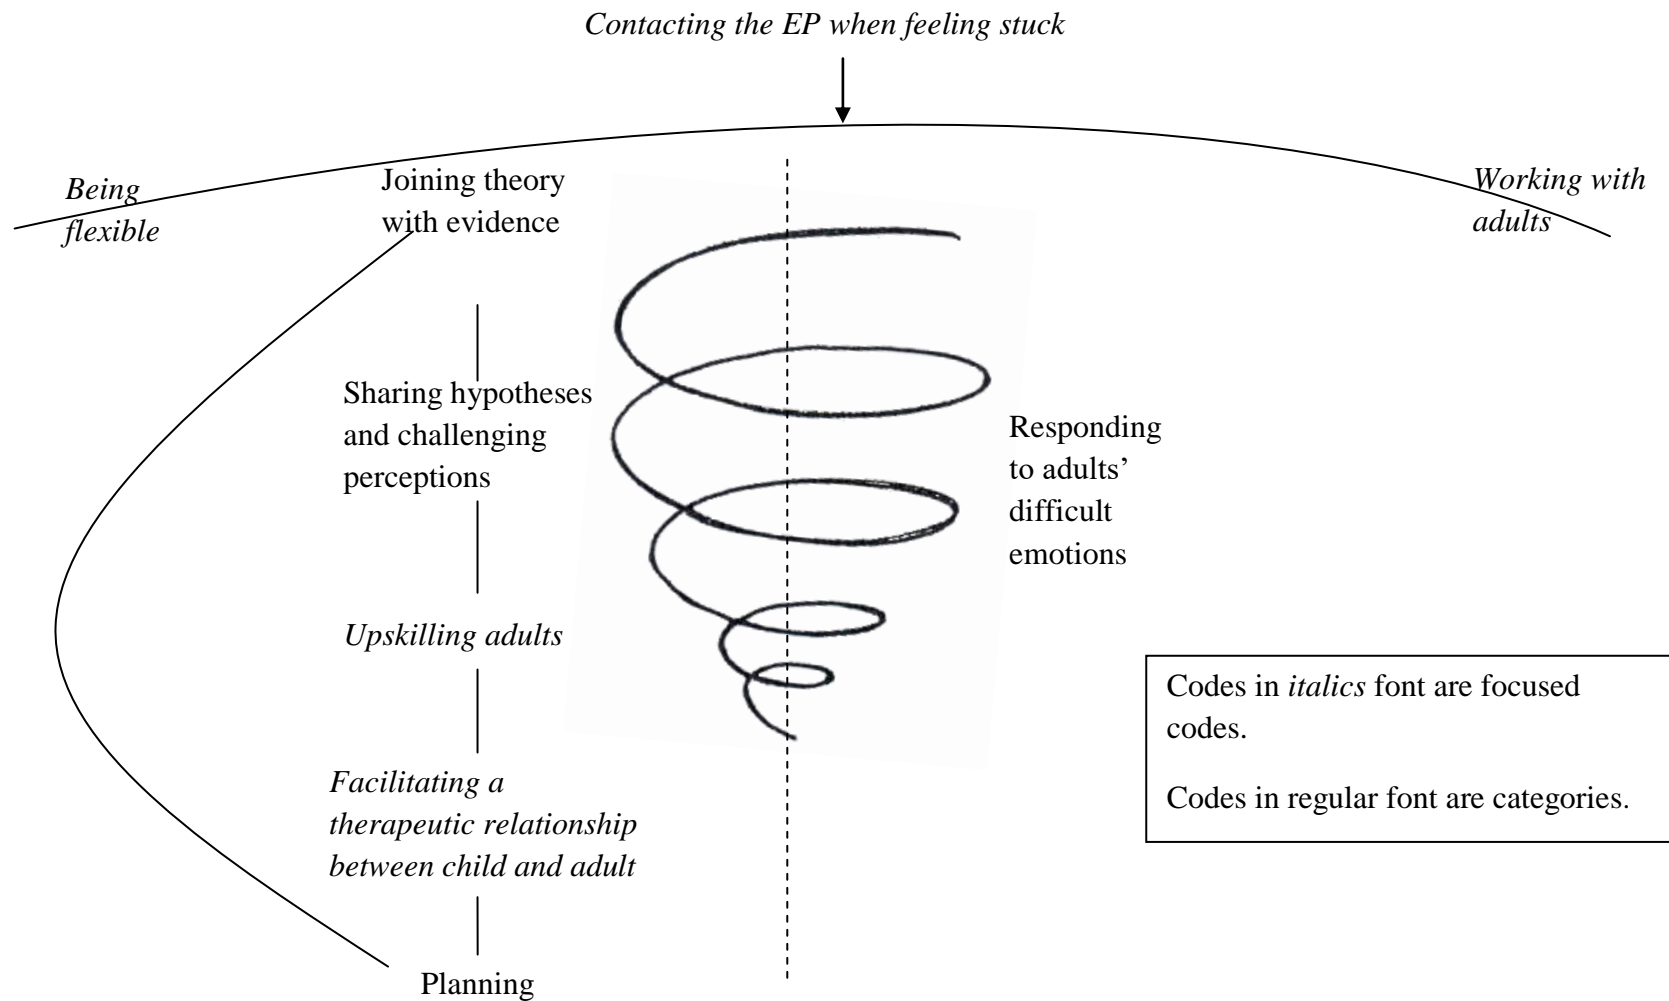 Contacting the EP when feeling stuck
Being
flexible
Joining theory
with evidence
Working with
adults
Sharing hypotheses
and challenging
perceptions
Responding
to adults’
difficult
emotions
Upskilling adults
Codes in italics font are focused
codes.
Codes in regular font are categories.
Facilitating a
therapeutic relationship
between child and adult
Planning